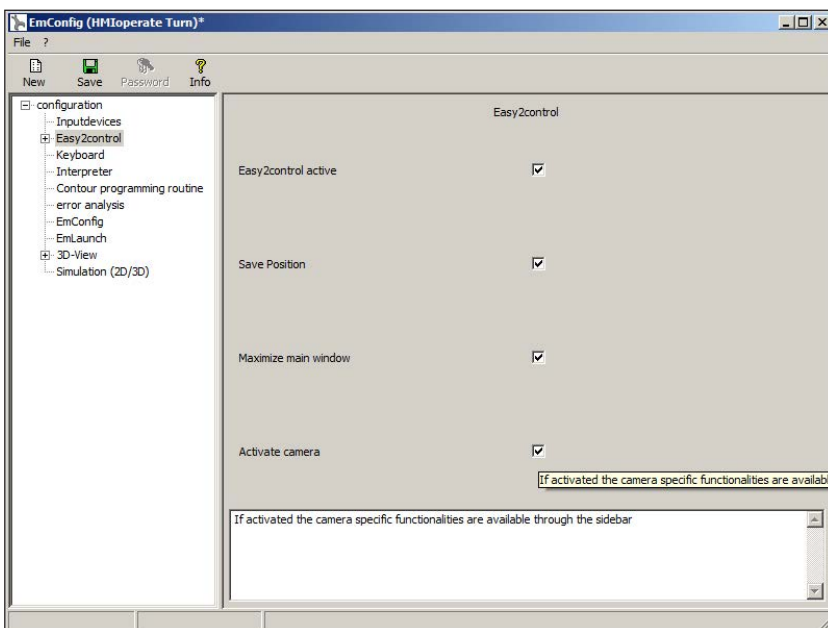 EmConfig (HMIoperate Turn)*
File ?
New Save Password Info
configuration
Inputdevices
Easy2control
Keyboard
Interpreter
Contour programming routine
error analysis
EmConfig
EmLaunch
3D-View
Simulation (2D/3D)
Easy2control
Easy2control active
Save Position
Maximize main window
Activate camera
If activated the camera specific functionalities are availabl
If activated the camera specific functionalities are available through the sidebar